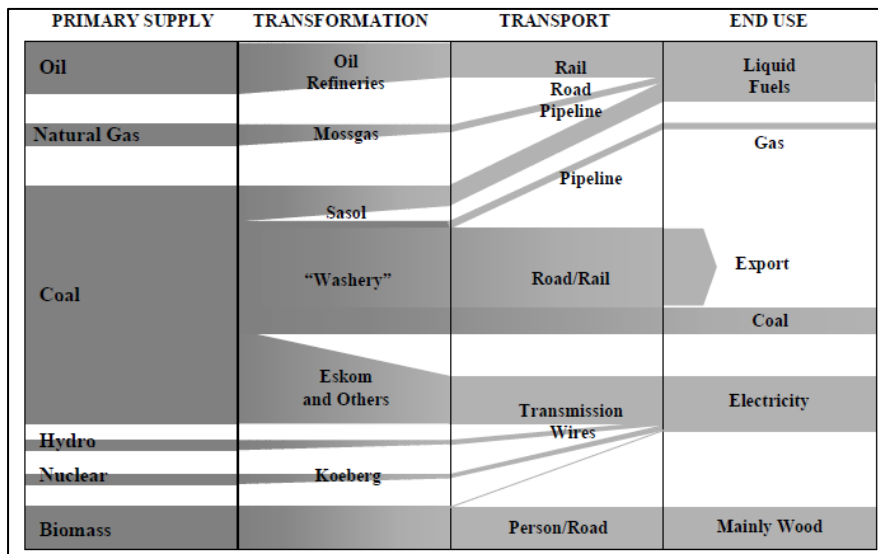 PRIMARY SUPPLY
TRANSFORMATION
TRANSPORT
END USE
Oil
Oil
Refineries
Rail
Road
Pipeline
Liquid
Fuels
Natural Gas
Mossgas
Gas
Pipeline
Sasol
Coal
"Washery"
Road/Rail
Export
Coal
Eskom
and Others
Transmission
Wires
Electricity
Hydro
Nuclear
Koeberg
Biomass
Person/Road
Mainly Wood